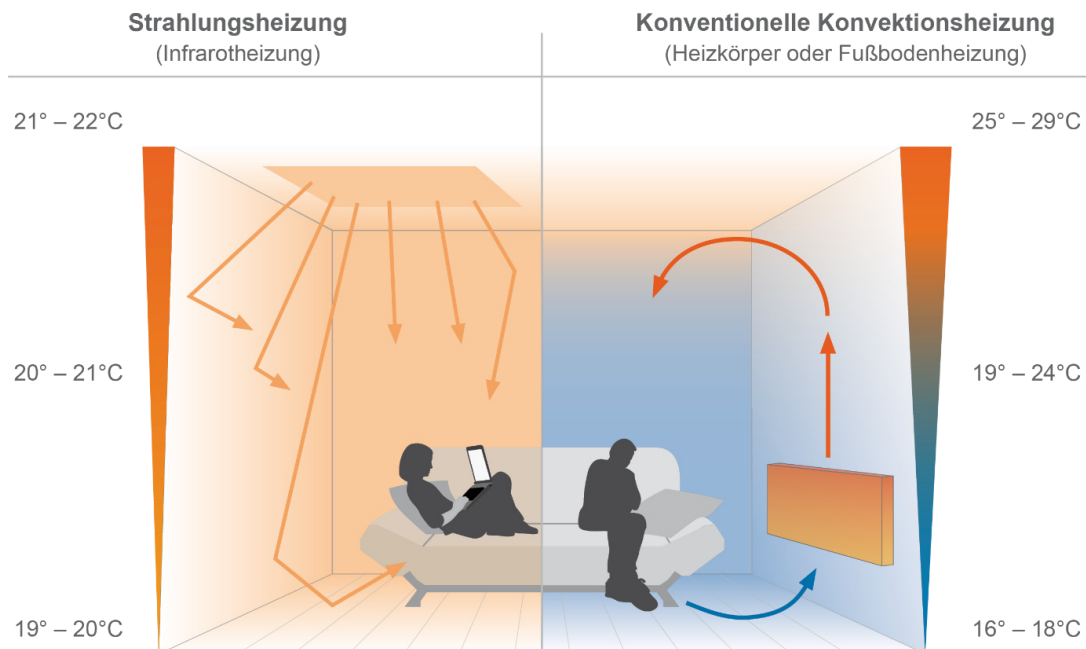 Strahlungsheizung
(Infrarotheizung)
Konventionelle Konvektionsheizung
(Heizkörper oder Fußbodenheizung)
21° – 22°C
25° – 29°C
20° – 21°C
19° – 24°C
19° – 20°C
16° – 18°C